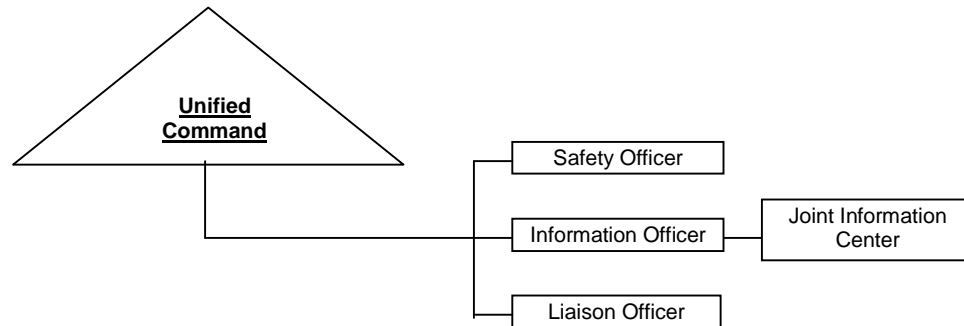 Unified
Command
Safety Officer
Information Officer
Joint Information
Center
Liaison Officer